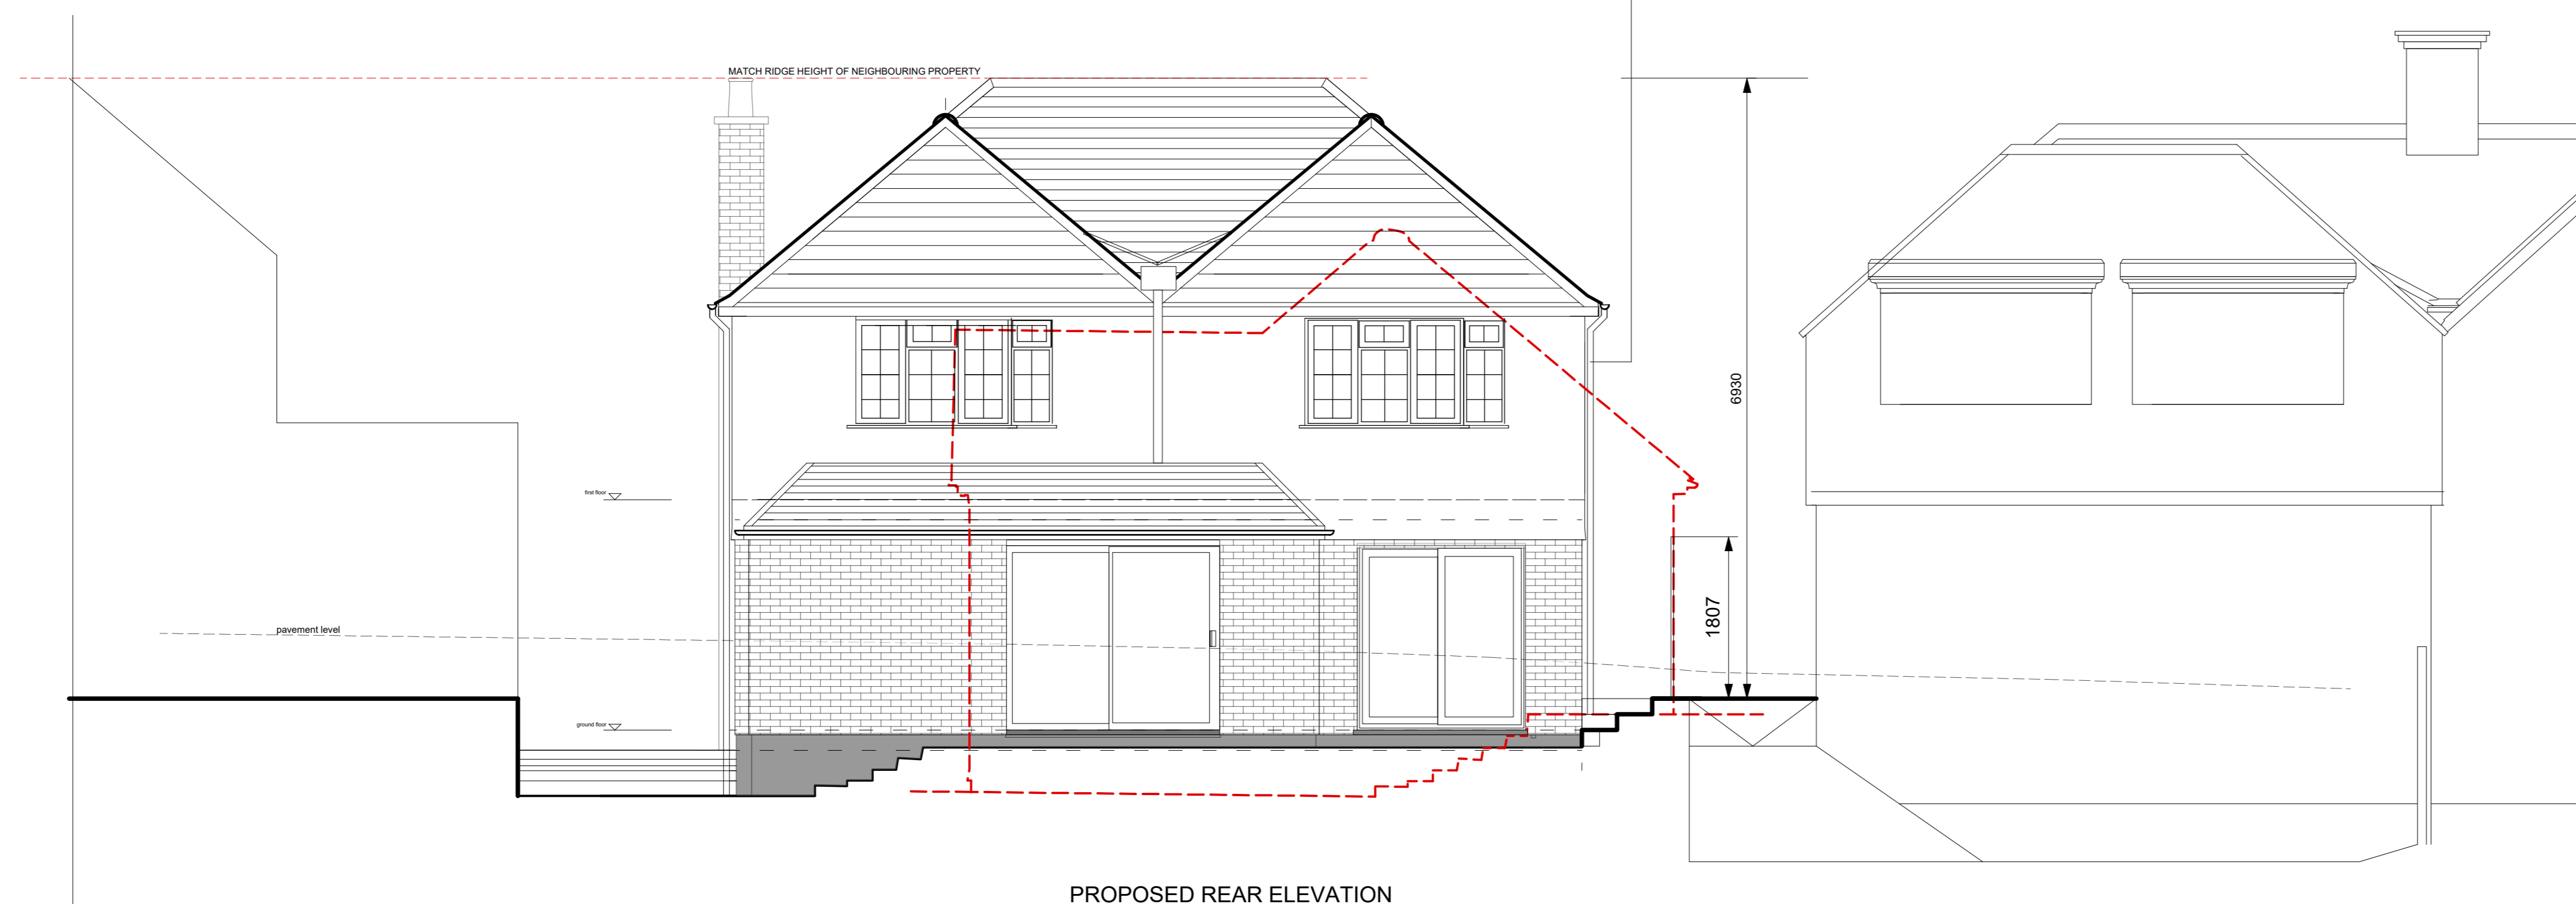 MATCH RIDGE HEIGHT OF NEIGHBOURING PROPERTY
6930
first floor
1807
pavement level
ground floor
PROPOSED REAR ELEVATION